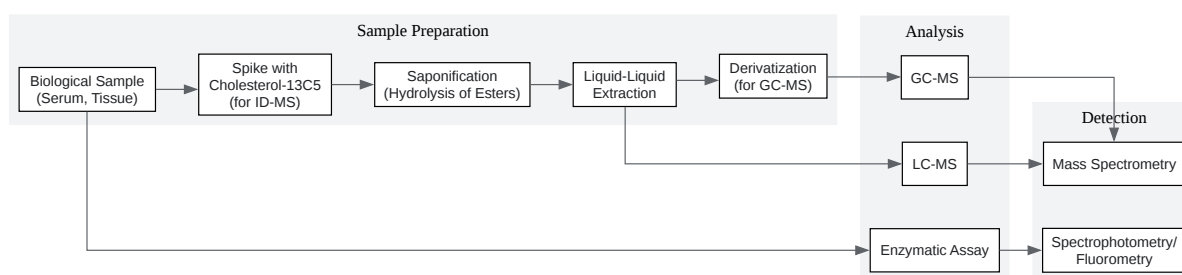 Sample Preparation
Biological Sample
(Serum, Tissue)
Spike with
Cholesterol-13C5
(for ID-MS)
Saponification
(Hydrolysis of Esters)
Liquid-Liquid
Extraction
Derivatization
(for GC-MS)
Analysis
GC-MS
LC-MS
Enzymatic Assay
Detection
Mass Spectrometry
Spectrophotometry/
Fluorometry